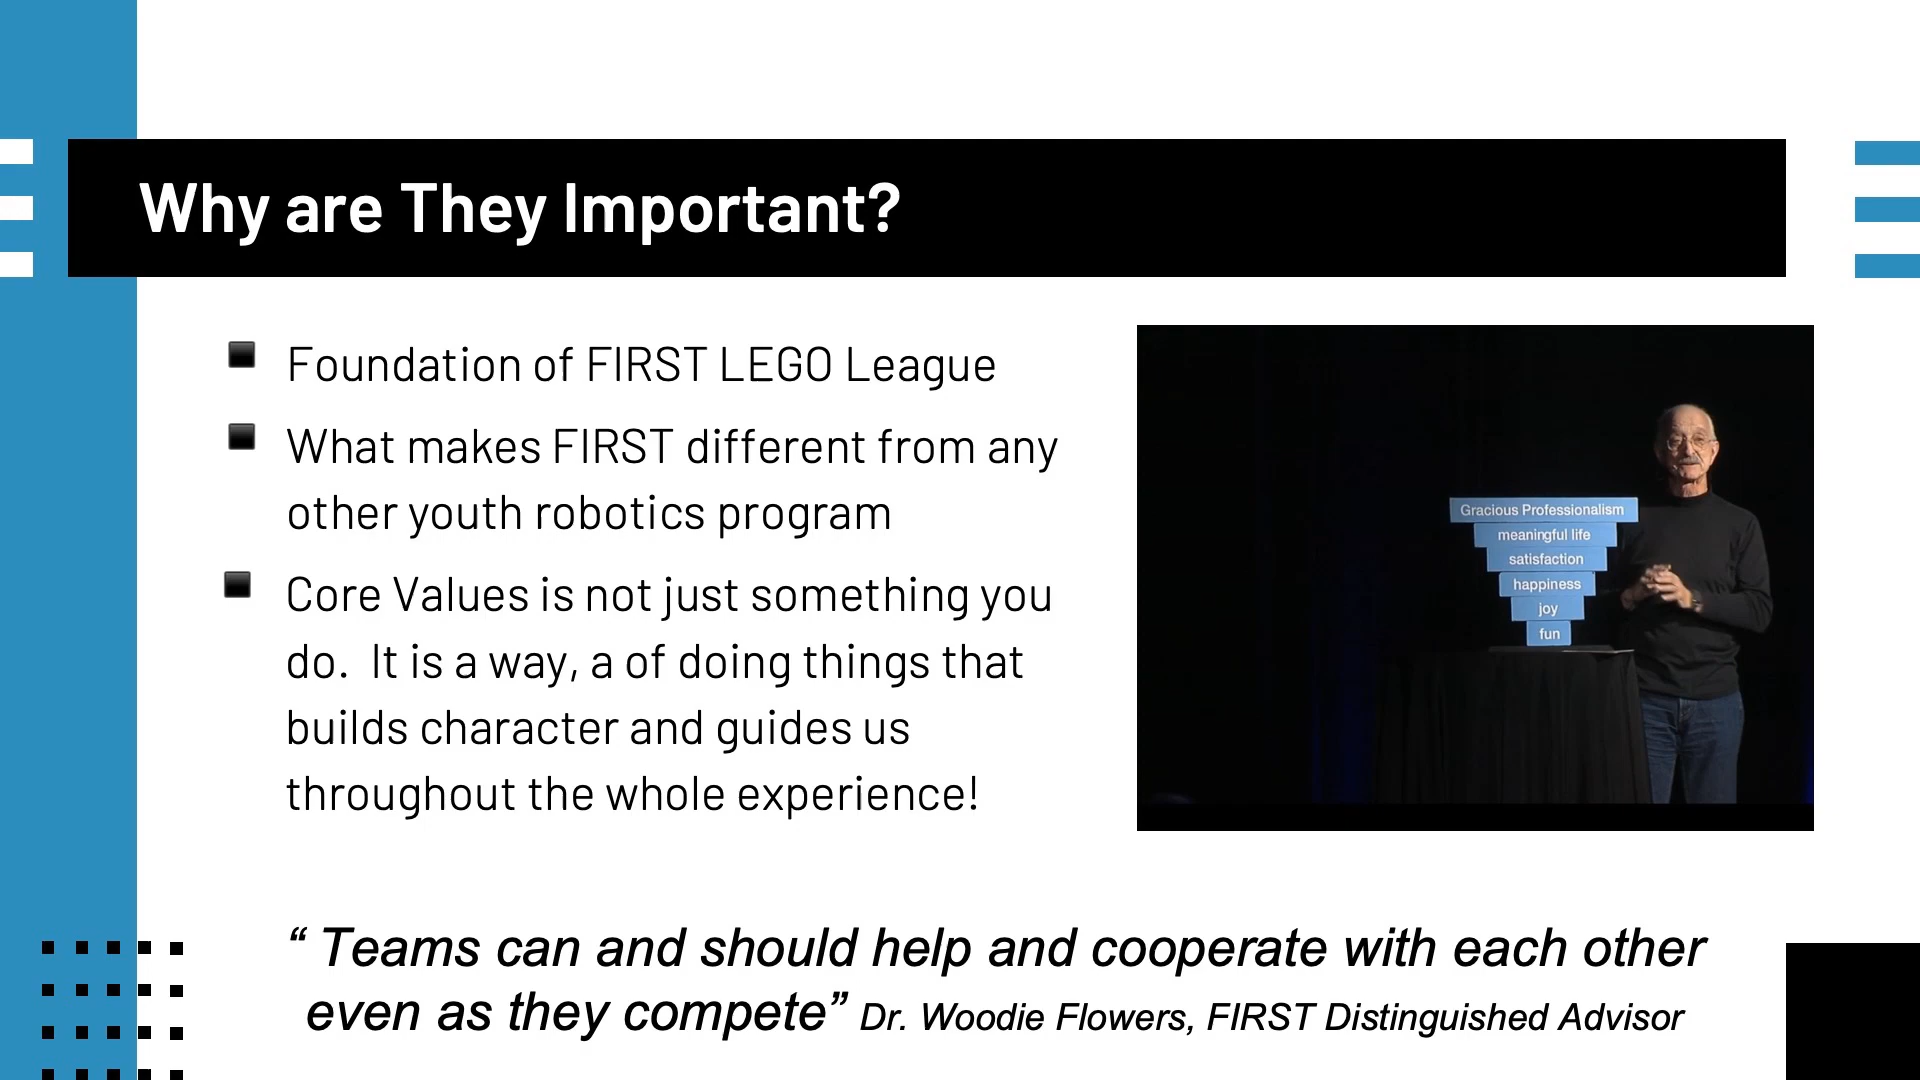 Why are They Important?
Foundation of FIRST LEGO League
What makes FIRST different from any
other youth robotics program
Core Values is not just something you
do.  It is a way, a of doing things that
builds character and guides us
throughout the whole experience!
Gracious Professionalism
meaningful life
satisfaction
happiness
joy
fun
“ Teams can and should help and cooperate with each other
even as they compete” Dr. Woodie Flowers, FIRST Distinguished Advisor